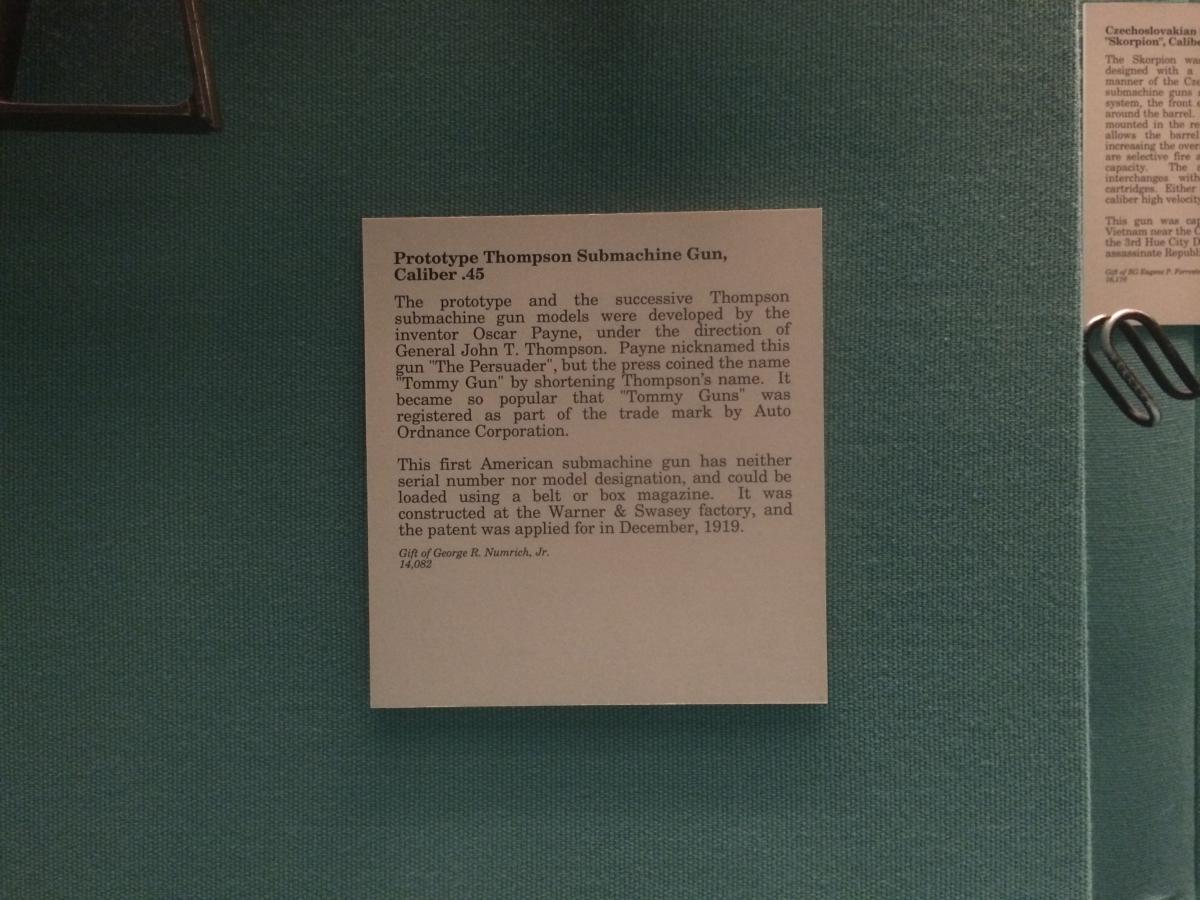 Prototype Thompson Submachine Gun,
Caliber .45
The prototype and the successive Thompson
submachine gun models were developed by the
inventor Oscar Payne, under the direction of
General John T. Thompson. Payne nicknamed this
gun "The Persuader", but the press coined the name
"Tommy Gun" by shortening Thompson's name. It
became so popular that "Tommy Guns" was
registered as part of the trade mark by Auto
Ordnance Corporation.
This first American submachine gun has neither
serial number nor model designation, and could be
loaded using a belt or box magazine. It was
constructed at the Warner & Swasey factory, and
the patent was applied for in December, 1919.
Gift of George R. Numrich, Jr.
14,082
Czechoslovakian
"Skorpion", Calibe
The Skorpion was
designed with a
manner of the Cze
submachine guns
system, the front
around the barrel.
mounted in the re
allows the barrel
increasing the over
are selective fire a
capacity. The
interchanges with
cartridges. Either
caliber high velocity
This gun was cap
Vietnam near the C
the 3rd Hue City D
assassinate Republi
Gift of BG Eugene P. Forreste